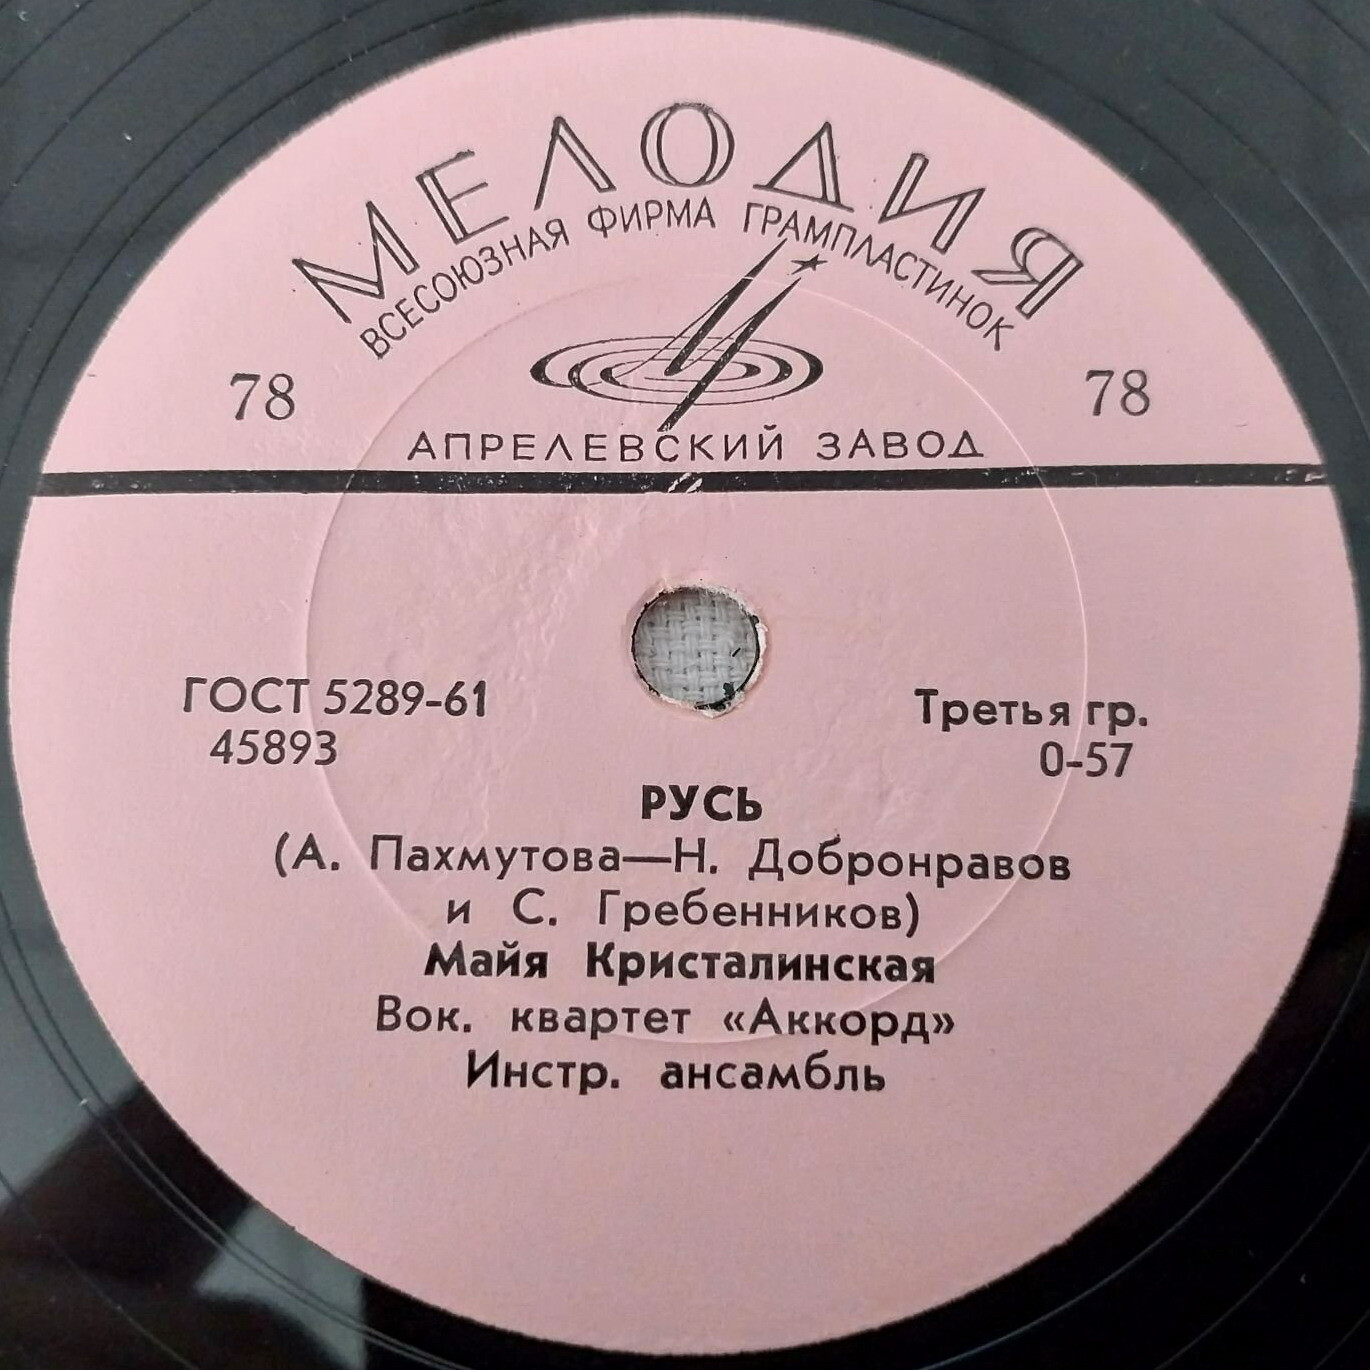 МЕЛОДИЯ
ВСЕСОЮЗНАЯ ФИРМА ГРАМПЛАСТИНОК
78 78
АПРЕЛЕВСКИЙ ЗАВОД
ГОСТ 5289-61 Третья гр.
45893 0-57
РУСЬ
(А. Пахмутова—Н. Добронравов
и С. Гребенников)
Майя Кристалинская
Вок. квартет «Аккорд»
Инстр. ансамбль